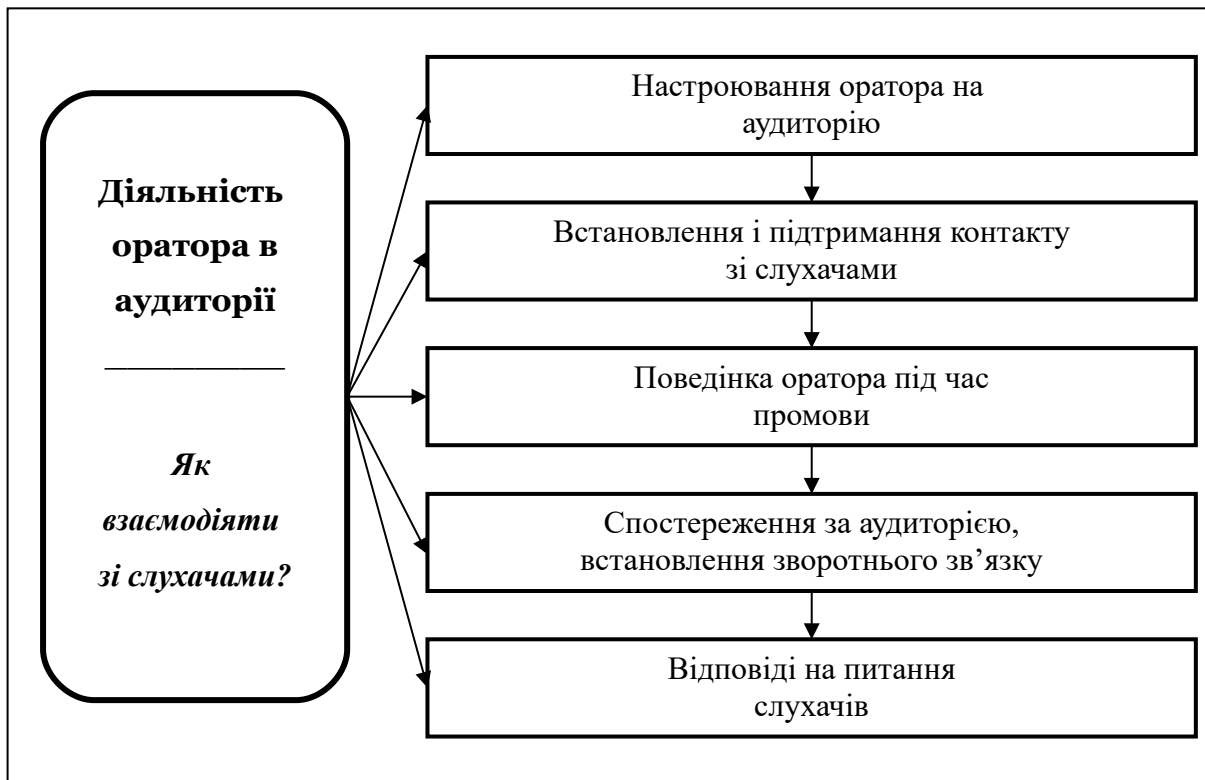 Діяльність
оратора в
аудиторії
Як
взаємодіяти
зі слухачами?
Настроювання оратора на
аудиторію
Встановлення і підтримання контакту
зі слухачами
Поведінка оратора під час
промови
Спостереження за аудиторією,
встановлення зворотнього зв’язку
Відповіді на питання
слухачів